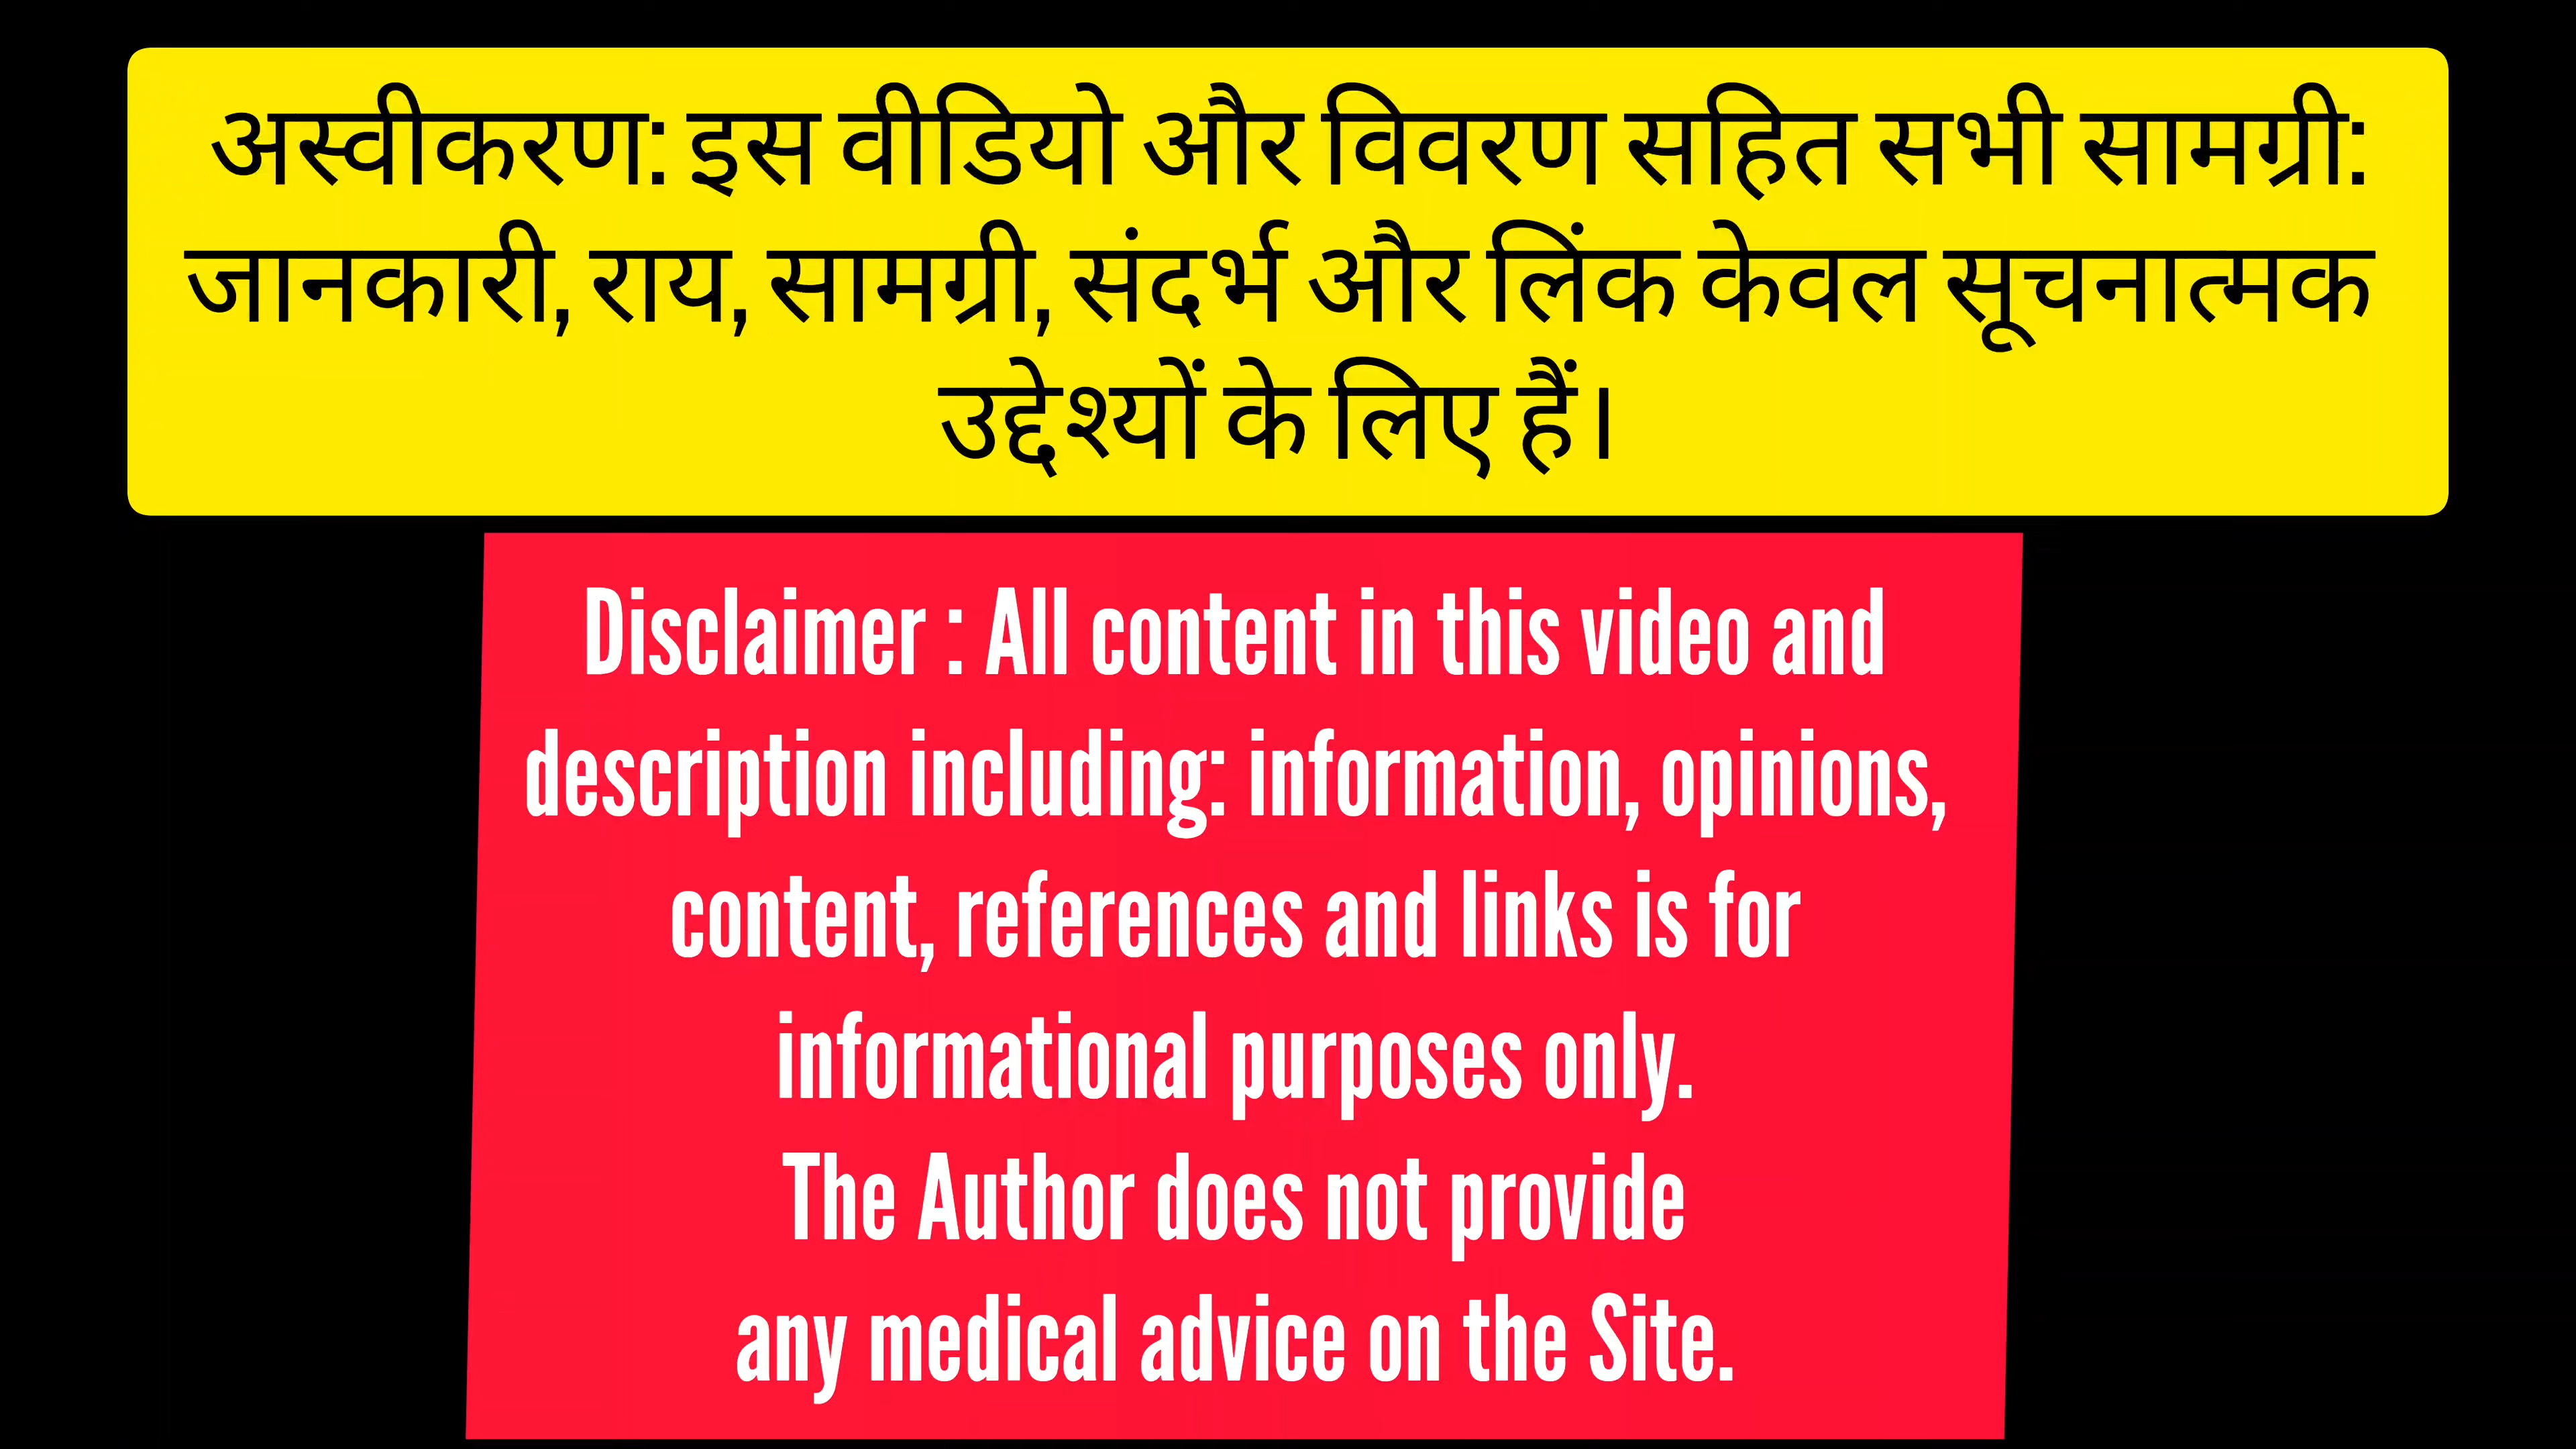 अस्वीकरण: इस वीडियो और विवरण सहित सभी सामग्री:
जानकारी, राय, सामग्री, संदर्भ और लिंक केवल सूचनात्मक
उद्देश्यों के लिए हैं।
Disclaimer : All content in this video and
description including: information, opinions,
content, references and links is for
informational purposes only.
The Author does not provide
any medical advice on the Site.